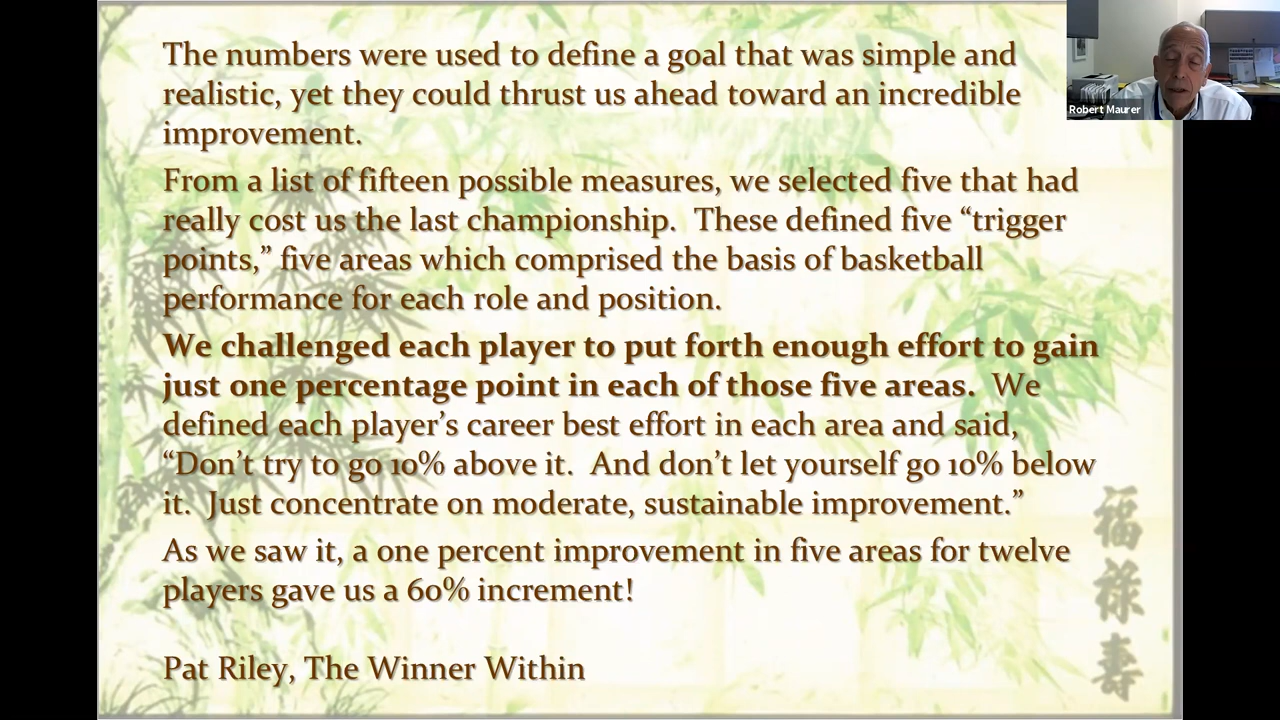 The numbers were used to define a goal that was simple and
realistic, yet they could thrust us ahead toward an incredible
improvement.
From a list of fifteen possible measures, we selected five that had
really cost us the last championship.  These defined five “trigger
points,” five areas which comprised the basis of basketball
performance for each role and position.
We challenged each player to put forth enough effort to gain
just one percentage point in each of those five areas.  We
defined each player’s career best effort in each area and said,
“Don’t try to go 10% above it.  And don’t let yourself go 10% below
it.  Just concentrate on moderate, sustainable improvement.”
As we saw it, a one percent improvement in five areas for twelve
players gave us a 60% increment!
Pat Riley, The Winner Within
Robert Maurer
福
禄
寿